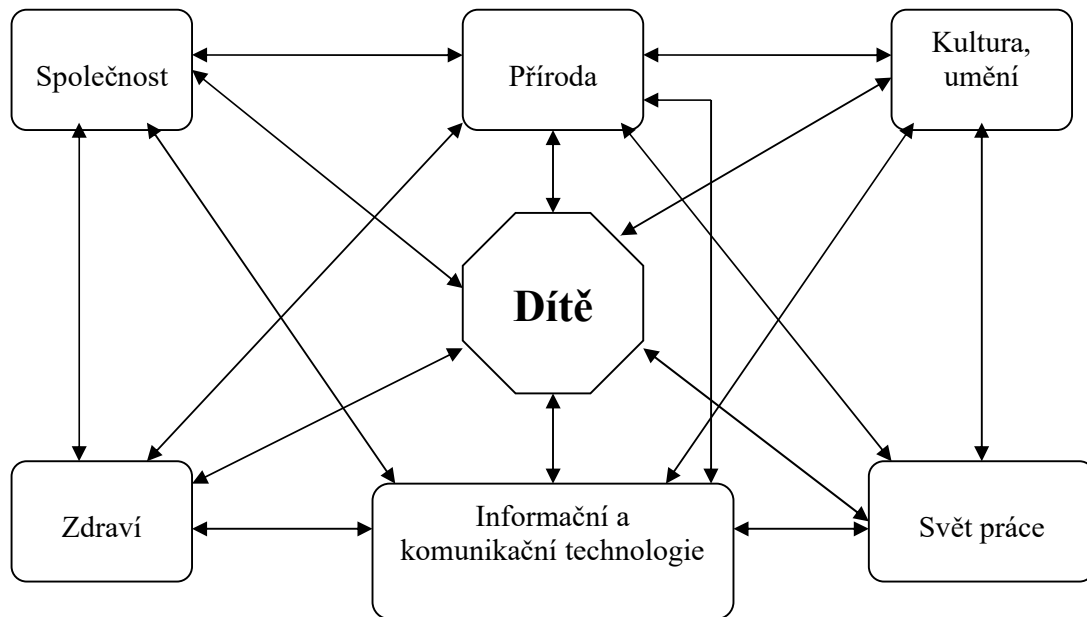 Společnost
Příroda
Kultura,
umění
Dítě
Zdraví
Informační a
komunikační technologie
Svět práce